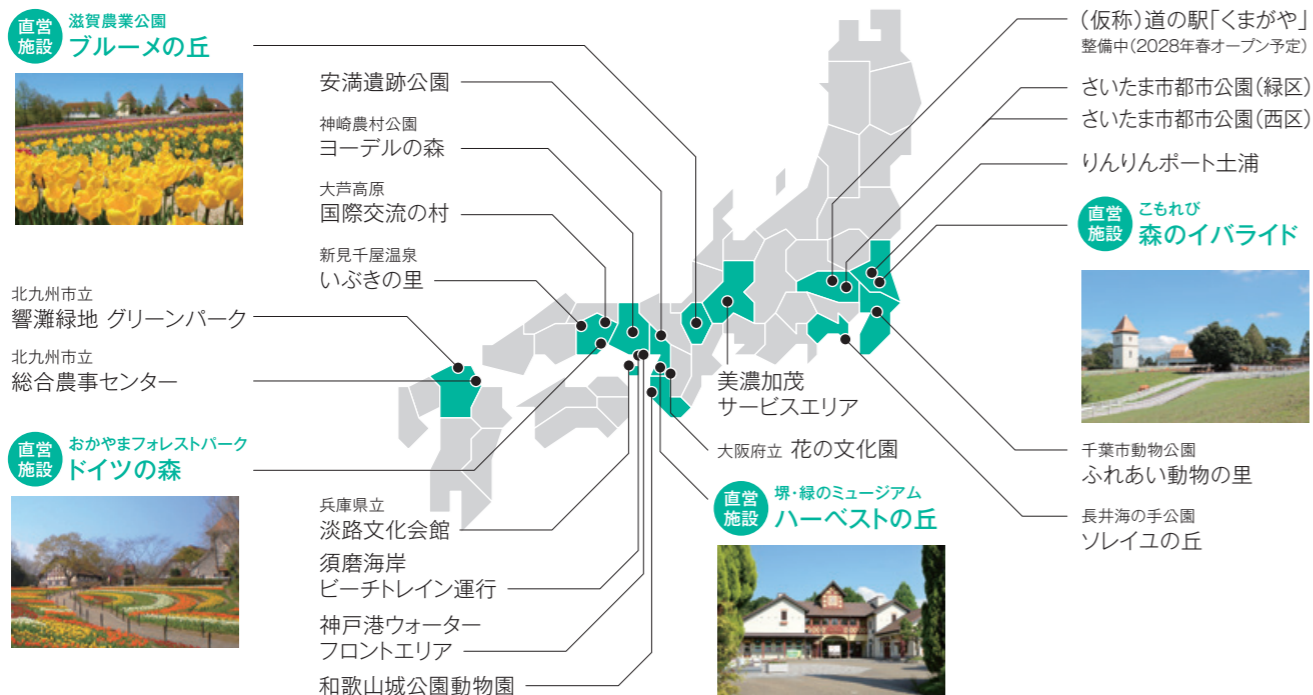 直営
施設
滋賀農業公園
ブルーメの丘
安満遺跡公園
神崎農村公園
ヨーデルの森
大芦高原
国際交流の村
新見千屋温泉
いぶきの里
北九州市立
響灘緑地 グリーンパーク
北九州市立
総合農事センター
直営
施設
おかやまフォレストパーク
ドイツの森
兵庫県立
淡路文化会館
須磨海岸
ビーチトレイン運行
神戸港ウォーター
フロントエリア
和歌山城公園動物園
美濃加茂
サービスエリア
大阪府立 花の文化園
直営
施設
堺・緑のミュージアム
ハーベストの丘
(仮称)道の駅「くまがや」
整備中(2028年春オープン予定)
さいたま市都市公園(緑区)
さいたま市都市公園(西区)
りんりんポート土浦
直営
施設
こもれび
森のイバライド
千葉市動物公園
ふれあい動物の里
長井海の手公園
ソレイユの丘